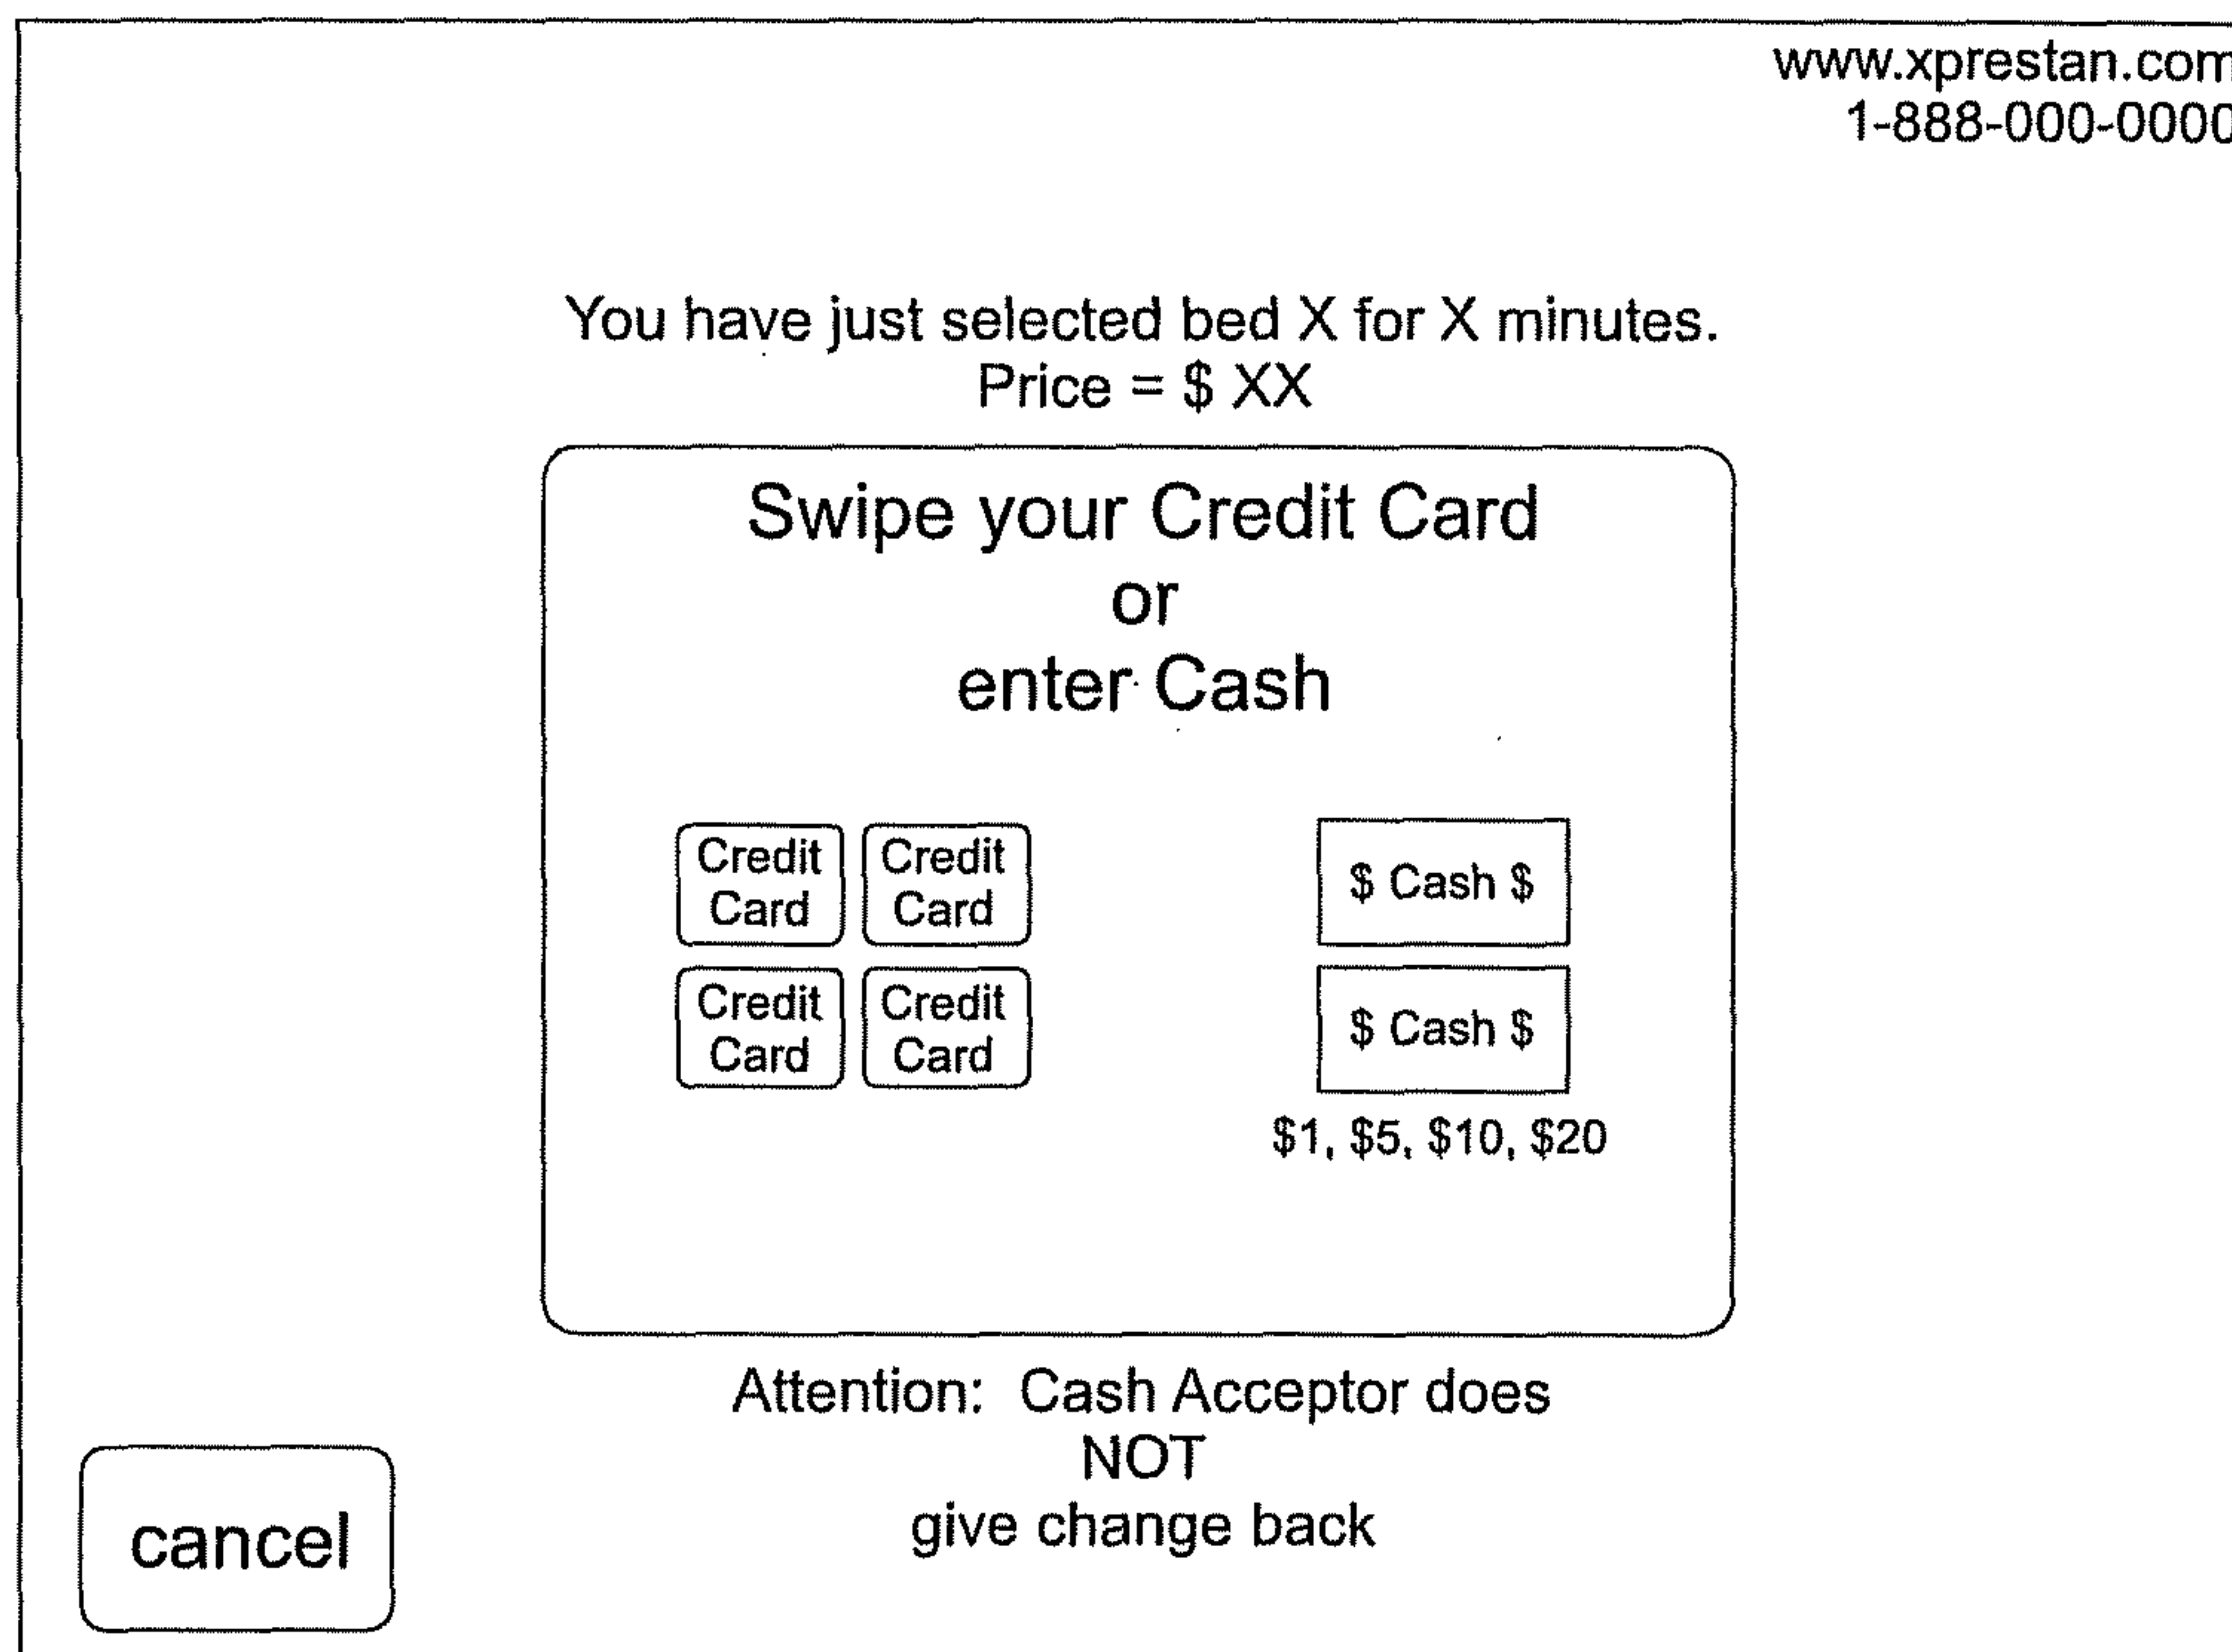 www.xprestan.com
1-888-000-0000
You have just selected bed X for X minutes.
Price = $ XX
Swipe your Credit Card
or
enter Cash
Credit Card
Credit Card
$ Cash $
Credit Card
Credit Card
$ Cash $
$1, $5, $10, $20
Attention: Cash Acceptor does
NOT
give change back
cancel